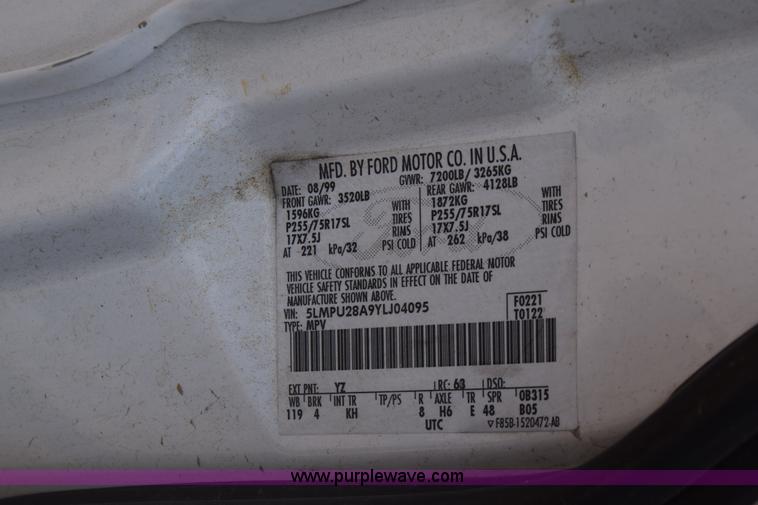 MFD. BY FORD MOTOR CO. IN U.S.A.
DATE: 08/99 GVWR: 7200LB/ 3265KG
FRONT GAWR: 3520LB REAR GAWR: 4128LB
1596KG WITH 1872KG WITH
P255/75R17SL TIRES P255/75R17SL TIRES
17X7.5J RIMS 17X7.5J RIMS
AT 221 kPa/32 PSI COLD AT 262 kPa/38 PSI COLD
THIS VEHICLE CONFORMS TO ALL APPLICABLE FEDERAL MOTOR
VEHICLE SAFETY STANDARDS IN EFFECT ON THE DATE OF
MANUFACTURE SHOWN ABOVE.
VIN: 5LMPU28A9YLJ04095 F0221
TYPE: MPV T0122
EXT PNT: YZ RC: 63 DSO:
WB BRK INT TR TP/PS R AXLE TR SPR 0B315
119 4 KH 8 H6 E 48 B05
UTC ▽F85B-1520472-AB
www.purplewave.com